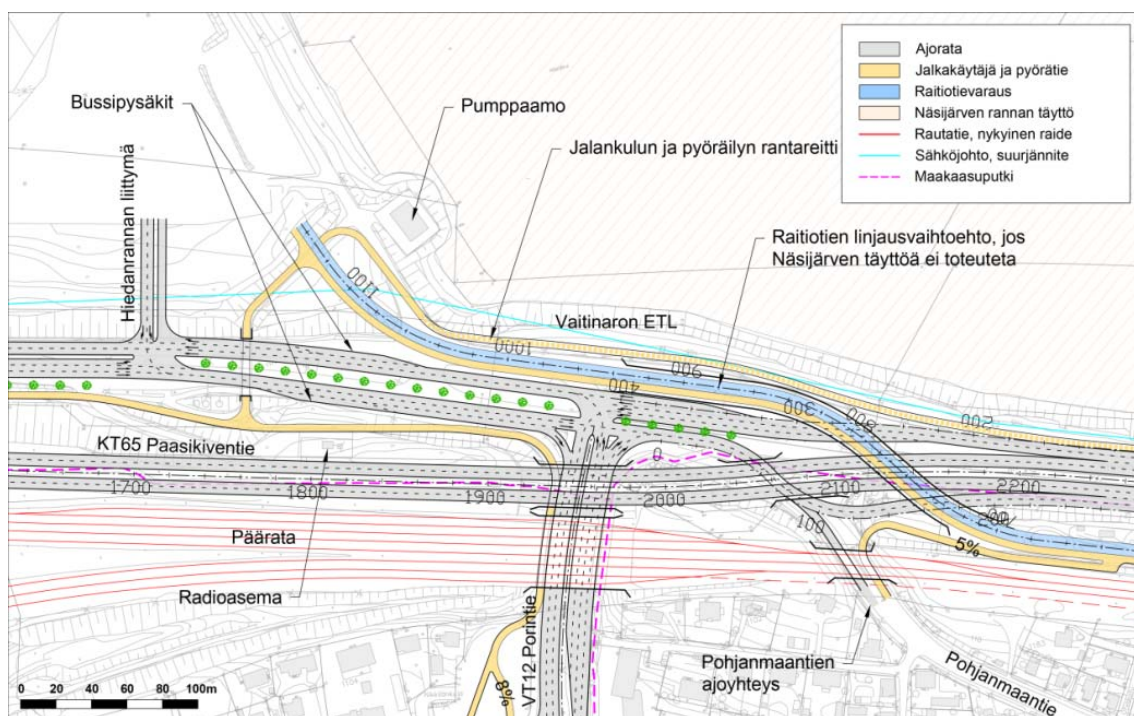 Ajorata
Jalkakäytäjä ja pyörätie
Raitiotievaraus
Näsijärven rannan täyttö
Rautatie, nykyinen raide
Sähköjohto, suurjännite
Maakaasuputki
Bussipysäkit
Pumppaamo
Jalankulun ja pyöräilyn rantareitti
Hiedanrannan liittymä
Raitiotien linjausvaihtoehto, jos
Näsijärven täyttöä ei toteuteta
1100
Vaitinaron ETL
1000
900
400
300
800
200
KT65 Paasikiventie
0
1700
1800
1900
2000
2100
2200
100
200
5%
Päärata
Radioasema
VT12 Porintie
8%
Pohjanmaantien
ajoyhteys
Pohjanmaantie
0 20 40 60 80 100m